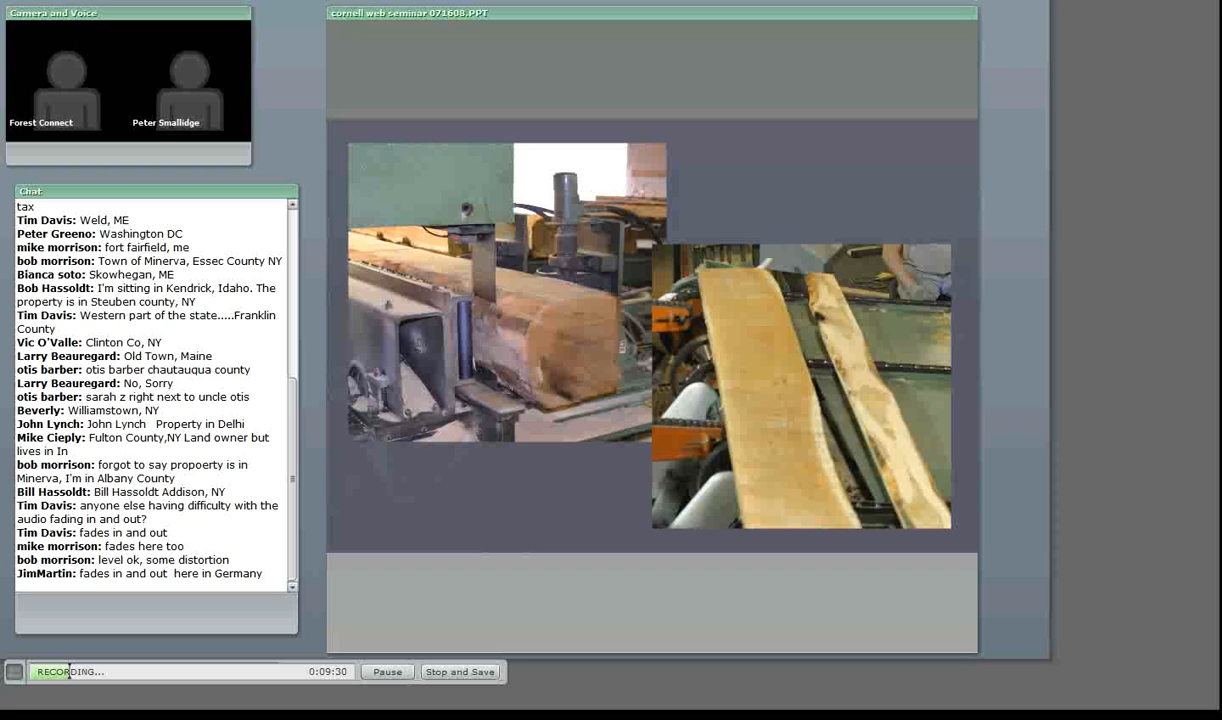 Camera and Voice
Forest Connect
Peter Smallidge
cornell web seminar 071608.PPT
Chat
tax
Tim Davis: Weld, ME
Peter Greeno: Washington DC
mike morrison: fort fairfield, me
bob morrison: Town of Minerva, Essec County NY
Bianca soto: Skowhegan, ME
Bob Hassoldt: I'm sitting in Kendrick, Idaho. The
property is in Steuben county, NY
Tim Davis: Western part of the state.....Franklin
County
Vic O'Valle: Clinton Co, NY
Larry Beauregard: Old Town, Maine
otis barber: otis barber chautauqua county
Larry Beauregard: No, Sorry
otis barber: sarah z right next to uncle otis
Beverly: Williamstown, NY
John Lynch: John Lynch   Property in Delhi
Mike Cieply: Fulton County,NY Land owner but
lives in In
bob morrison: forgot to say propoerty is in
Minerva, I'm in Albany County
Bill Hassoldt: Bill Hassoldt Addison, NY
Tim Davis: anyone else having difficulty with the
audio fading in and out?
Tim Davis: fades in and out
mike morrison: fades here too
bob morrison: level ok, some distortion
JimMartin: fades in and out  here in Germany
RECORDING...
0:09:30
Pause
Stop and Save